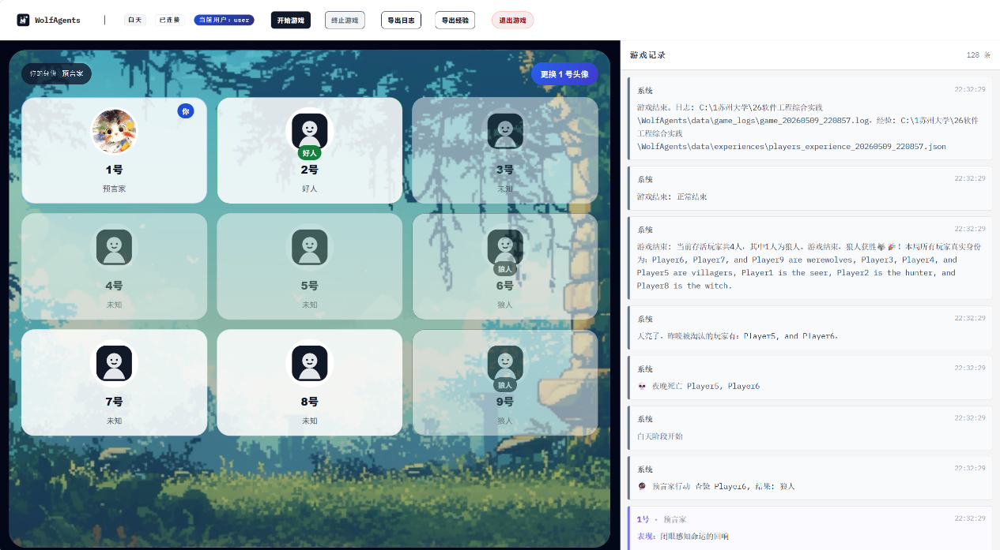 WolfAgents
白天
已连接
当前用户: user
开始游戏
终止游戏
导出日志
导出经验
退出游戏
你的身份 预言家
更换 1 号头像
你
1号
预言家
好人
2号
好人
3号
未知
4号
未知
5号
未知
狼人
6号
狼人
7号
未知
8号
未知
狼人
9号
狼人
游戏记录
128 条
系统
22:32:29
游戏结束。日志: C:\1苏州大学\26软件工程综合实践
\WolfAgents\data\game_logs\game_20260509_220857.log，经验: C:\1苏州大学\26软件
工程综合实践
\WolfAgents\data\experiences\players_experience_20260509_220857.json
系统
22:32:29
游戏结束: 正常结束
系统
22:32:29
游戏结束: 当前存活玩家共4人，其中1人为狼人。游戏结束，狼人获胜🐺🎉！本局所有玩家真实身份
为: Player6, Player7, and Player9 are werewolves, Player3, Player4, and
Player5 are villagers, Player1 is the seer, Player2 is the hunter, and
Player8 is the witch.
系统
22:32:29
天亮了，昨晚被淘汰的玩家有: Player5, and Player6。
系统
22:32:29
💀 夜晚死亡 Player5, Player6
系统
22:32:29
白天阶段开始
系统
22:32:29
🔮 预言家行动 查验 Player6, 结果: 狼人
1号 · 预言家
22:32:29
表现: 闭眼感知命运的回响